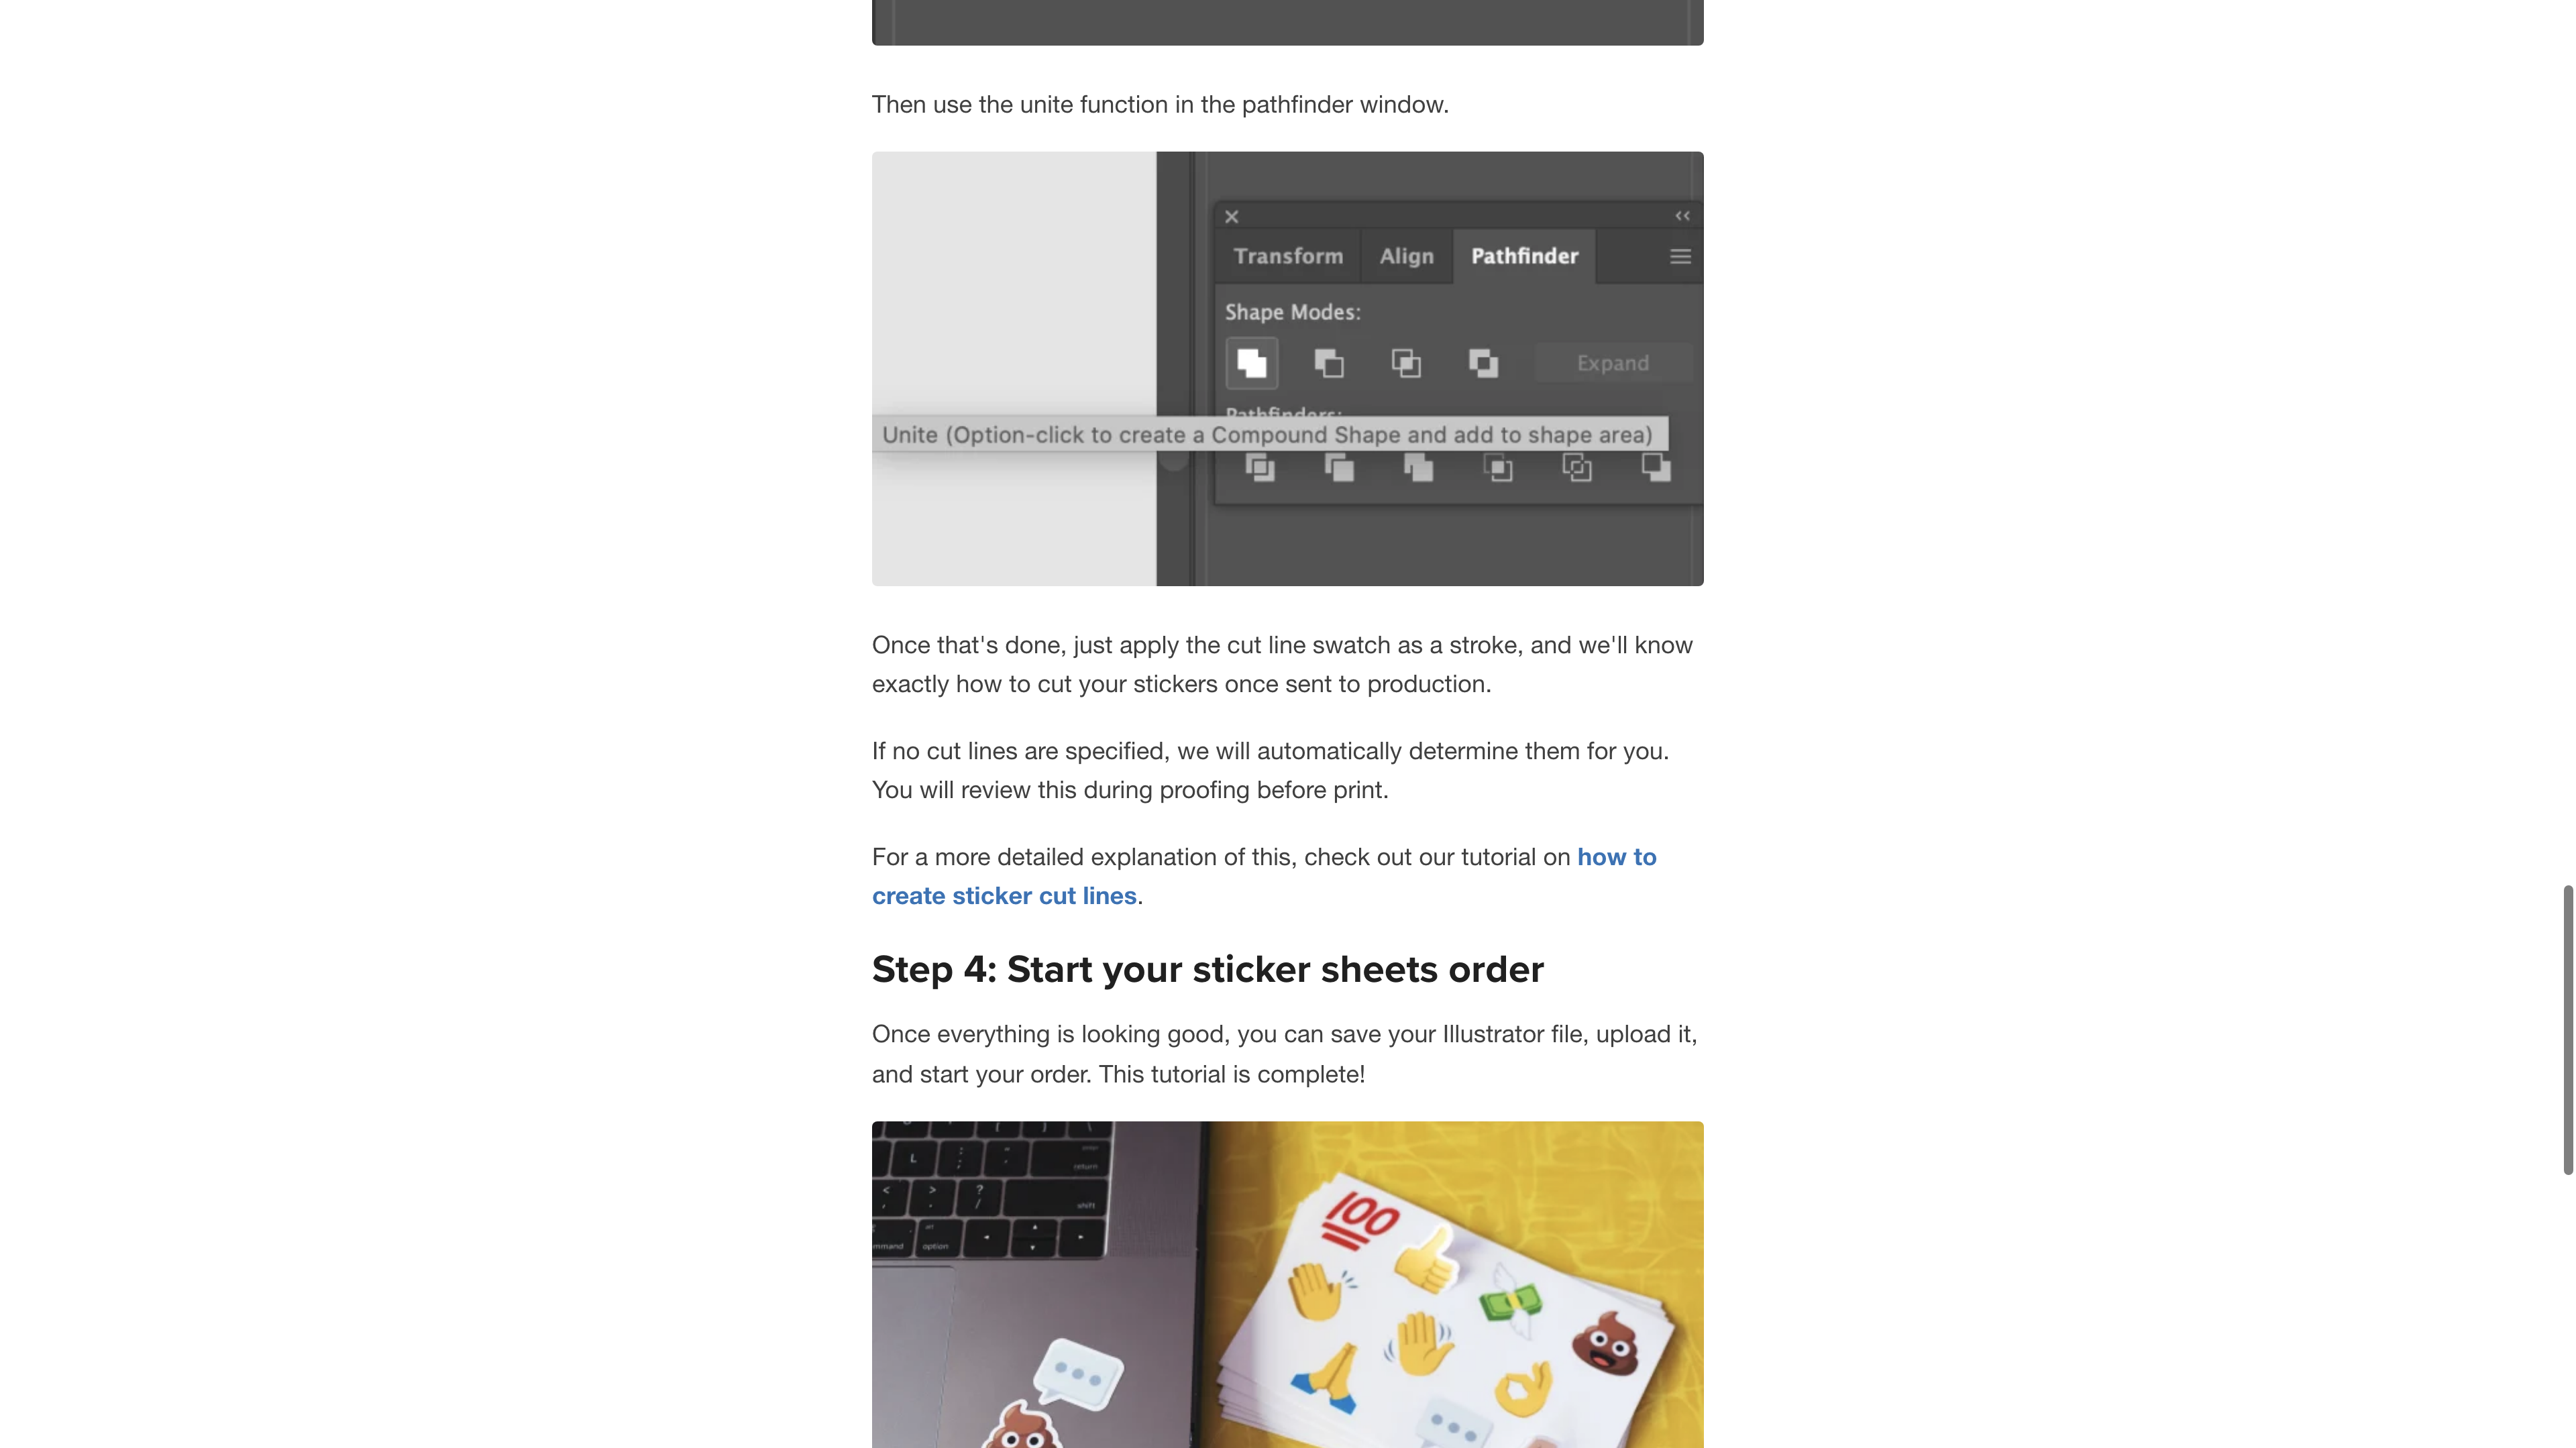 Then use the unite function in the pathfinder window.
Transform Align Pathfinder
Shape Modes:
Expand
Pathfinders:
Unite (Option-click to create a Compound Shape and add to shape area)
Once that's done, just apply the cut line swatch as a stroke, and we'll know
exactly how to cut your stickers once sent to production.
If no cut lines are specified, we will automatically determine them for you.
You will review this during proofing before print.
For a more detailed explanation of this, check out our tutorial on how to
create sticker cut lines.
Step 4: Start your sticker sheets order
Once everything is looking good, you can save your Illustrator file, upload it,
and start your order. This tutorial is complete!
L : ; " ' return
< , > . ? / shift
option
100